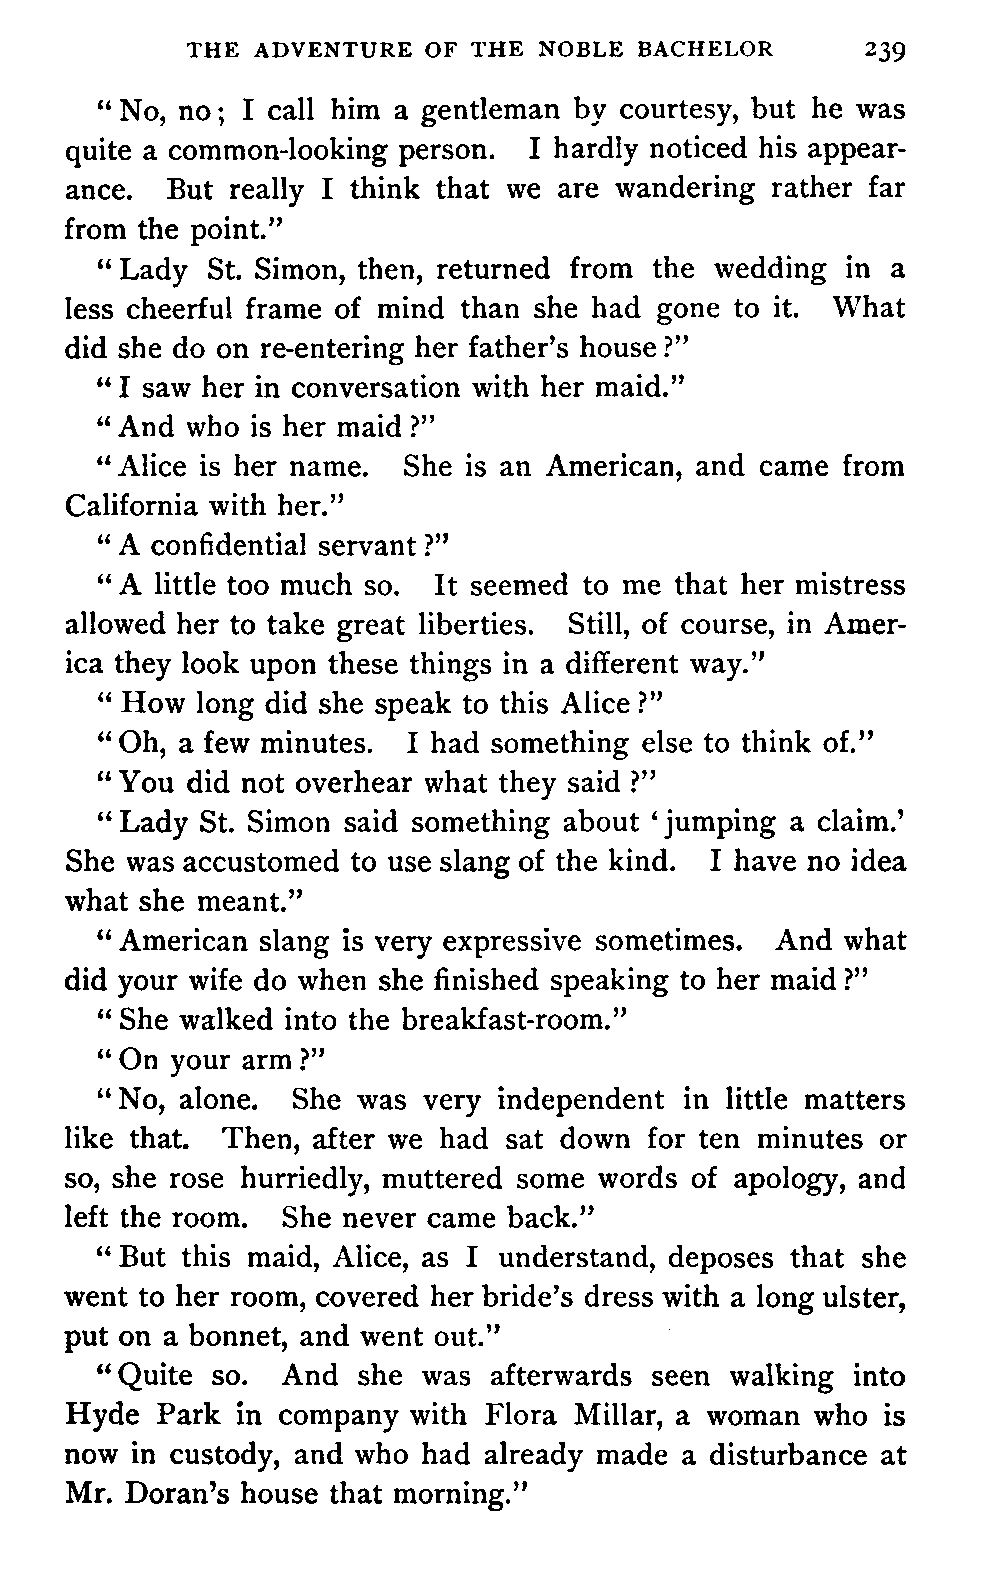 THE ADVENTURE OF THE NOBLE BACHELOR 239
"No, no; I call him a gentleman by courtesy, but he was
quite a common-looking person. I hardly noticed his appear-
ance. But really I think that we are wandering rather far
from the point."
"Lady St. Simon, then, returned from the wedding in a
less cheerful frame of mind than she had gone to it. What
did she do on re-entering her father's house?"
"I saw her in conversation with her maid."
"And who is her maid?"
"Alice is her name. She is an American, and came from
California with her."
"A confidential servant?"
"A little too much so. It seemed to me that her mistress
allowed her to take great liberties. Still, of course, in Amer-
ica they look upon these things in a different way."
"How long did she speak to this Alice?"
"Oh, a few minutes. I had something else to think of."
"You did not overhear what they said?"
"Lady St. Simon said something about 'jumping a claim.'
She was accustomed to use slang of the kind. I have no idea
what she meant."
"American slang is very expressive sometimes. And what
did your wife do when she finished speaking to her maid?"
"She walked into the breakfast-room."
"On your arm?"
"No, alone. She was very independent in little matters
like that. Then, after we had sat down for ten minutes or
so, she rose hurriedly, muttered some words of apology, and
left the room. She never came back."
"But this maid, Alice, as I understand, deposes that she
went to her room, covered her bride's dress with a long ulster,
put on a bonnet, and went out."
"Quite so. And she was afterwards seen walking into
Hyde Park in company with Flora Millar, a woman who is
now in custody, and who had already made a disturbance at
Mr. Doran's house that morning."